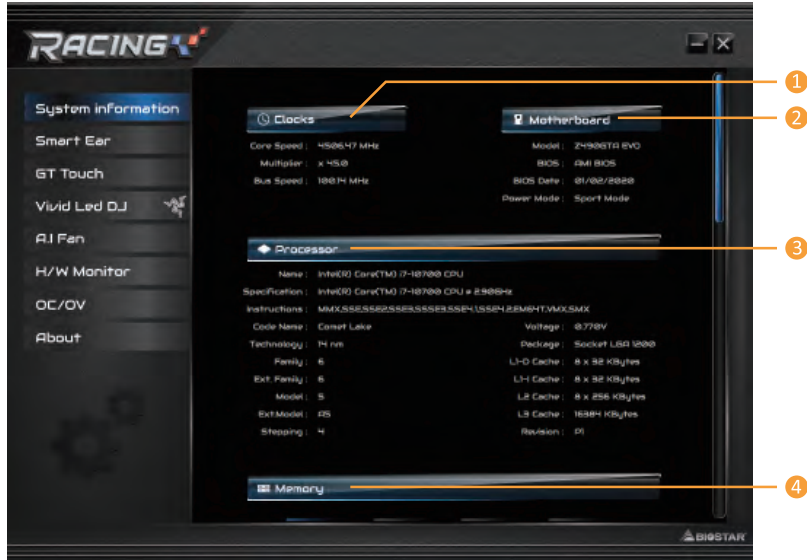 RACING
System information
Smart Ear
GT Touch
Vivid Led DJ
A.I Fan
H/W Monitor
OC/OV
About
Clocks
Core Speed : 4506.47 MHz
Multiplier : x 45.0
Bus Speed : 100.14 MHz
Motherboard
Model : Z490GTA EVO
BIOS : AMI BIOS
BIOS Date : 01/02/2020
Power Mode : Sport Mode
Processor
Name : Intel(R) Core(TM) i7-10700 CPU
Specification : Intel(R) Core(TM) i7-10700 CPU @ 2.90GHz
Instructions : MMX,SSE,SSE2,SSE3,SSSE3,SSE4.1,SSE4.2,EM64T,VMX,SMX
Code Name : Comet Lake
Technology : 14 nm
Family : 6
Ext. Family : 6
Model : 5
Ext.Model : A5
Stepping : 4
Voltage : 0.770V
Package : Socket LGA 1200
L1-D Cache : 8 x 32 KBytes
L1-I Cache : 8 x 32 KBytes
L2 Cache : 8 x 256 KBytes
L3 Cache : 16384 KBytes
Revision : P1
Memory
BIOSTAR
1
2
3
4